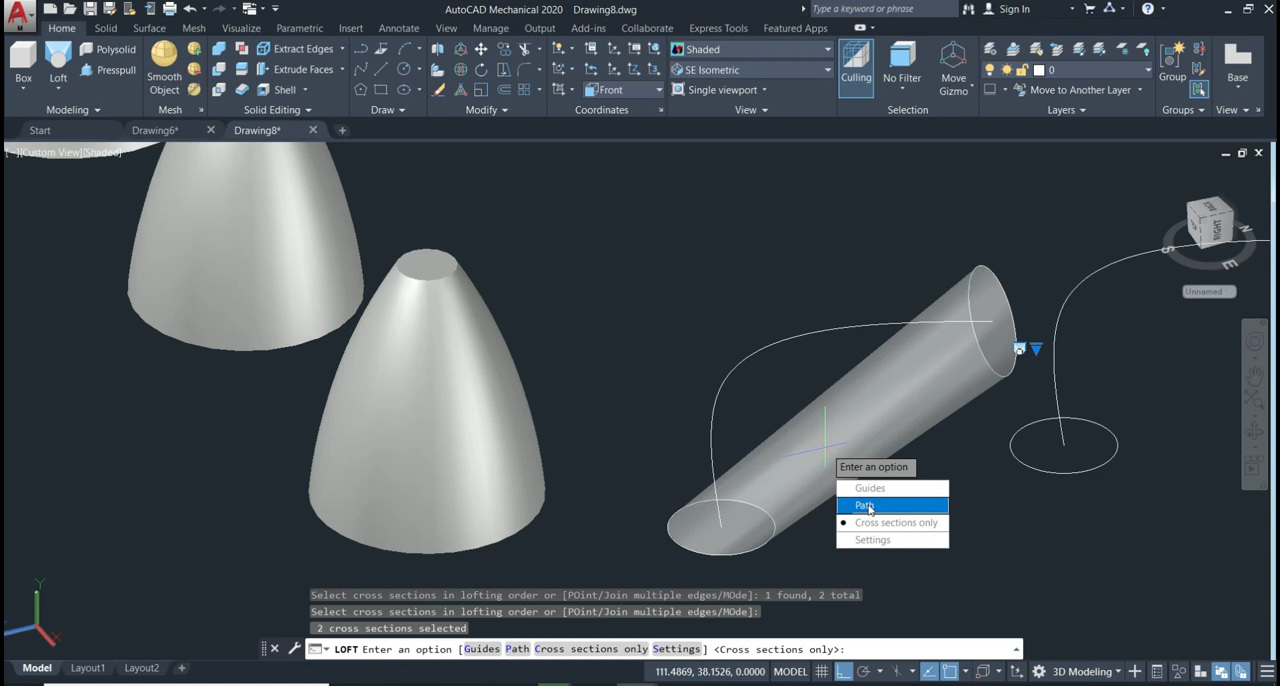 AutoCAD Mechanical 2020 Drawing8.dwg
Type a keyword or phrase
Sign In
Home Solid Surface Mesh Visualize Parametric Insert Annotate View Manage Output Add-ins Collaborate Express Tools Featured Apps
Box
Loft
Polysolid
Presspull
Smooth
Object
Extrude Edges
Extrude Faces
Shell
Front
Shaded
SE Isometric
Single viewport
Culling
No Filter
Move
Gizmo
0
Move to Another Layer
Group
Base
Modeling
Mesh
Solid Editing
Draw
Modify
Coordinates
View
Selection
Layers
Groups
View
Start
Drawing6*
Drawing8*
[−][Custom View][Shaded]
RIGHT
N
S
E
Unnamed
Enter an option
Guides
Path
Cross sections only
Settings
Y
X
Select cross sections in lofting order or [POint/Join multiple edges/MOde]: 1 found, 2 total
Select cross sections in lofting order or [POint/Join multiple edges/MOde]:
2 cross sections selected
LOFT Enter an option [Guides Path Cross sections only Settings] <Cross sections only>:
Model Layout1 Layout2
111.4869, 38.1526, 0.0000 MODEL
3D Modeling